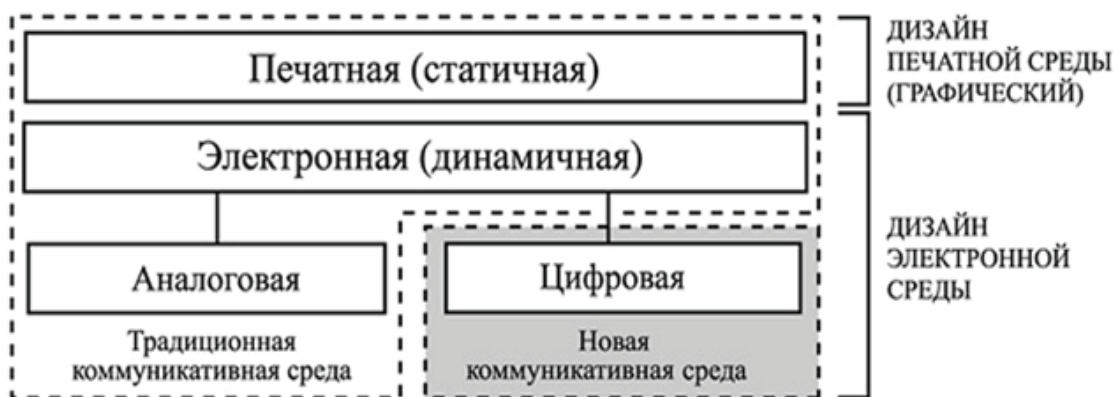 Печатная (статичная)
ДИЗАЙН
ПЕЧАТНОЙ СРЕДЫ
(ГРАФИЧЕСКИЙ)
Электронная (динамичная)
Аналоговая
Цифровая
Традиционная
коммуникативная среда
Новая
коммуникативная среда
ДИЗАЙН
ЭЛЕКТРОННОЙ
СРЕДЫ